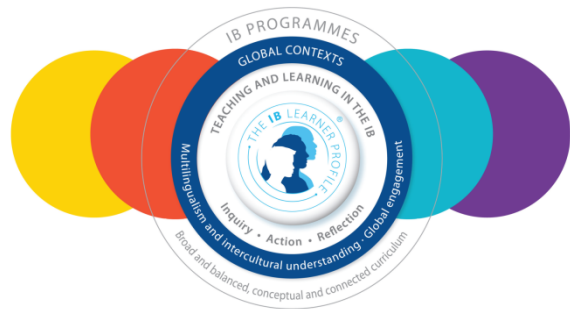 IB PROGRAMMES
GLOBAL CONTEXTS
TEACHING AND LEARNING IN THE IB
THE IB LEARNER PROFILE ®
Inquiry • Action • Reflection
Multilingualism and intercultural understanding · Global engagement
Broad and balanced, conceptual and connected curriculum